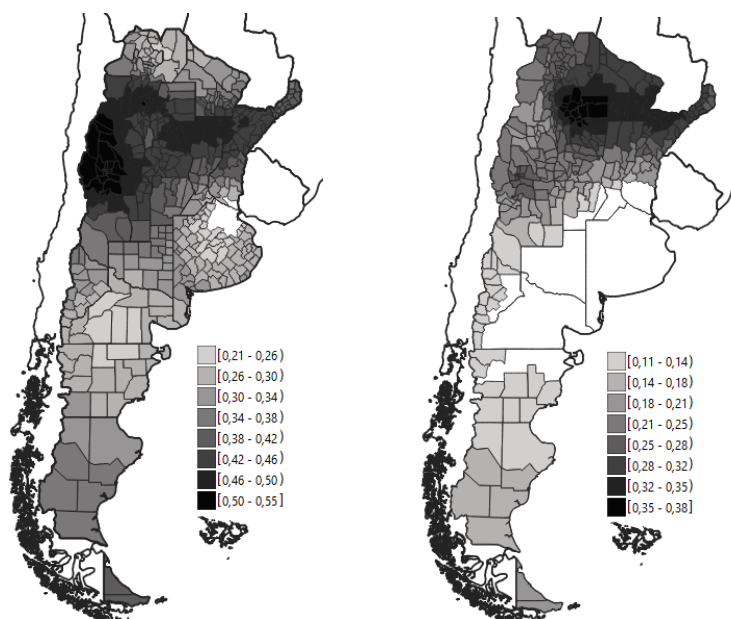 [0,21 - 0,26)
[0,26 - 0,30)
[0,30 - 0,34)
[0,34 - 0,38)
[0,38 - 0,42)
[0,42 - 0,46)
[0,46 - 0,50)
[0,50 - 0,55]
[0,11 - 0,14)
[0,14 - 0,18)
[0,18 - 0,21)
[0,21 - 0,25)
[0,25 - 0,28)
[0,28 - 0,32)
[0,32 - 0,35)
[0,35 - 0,38]